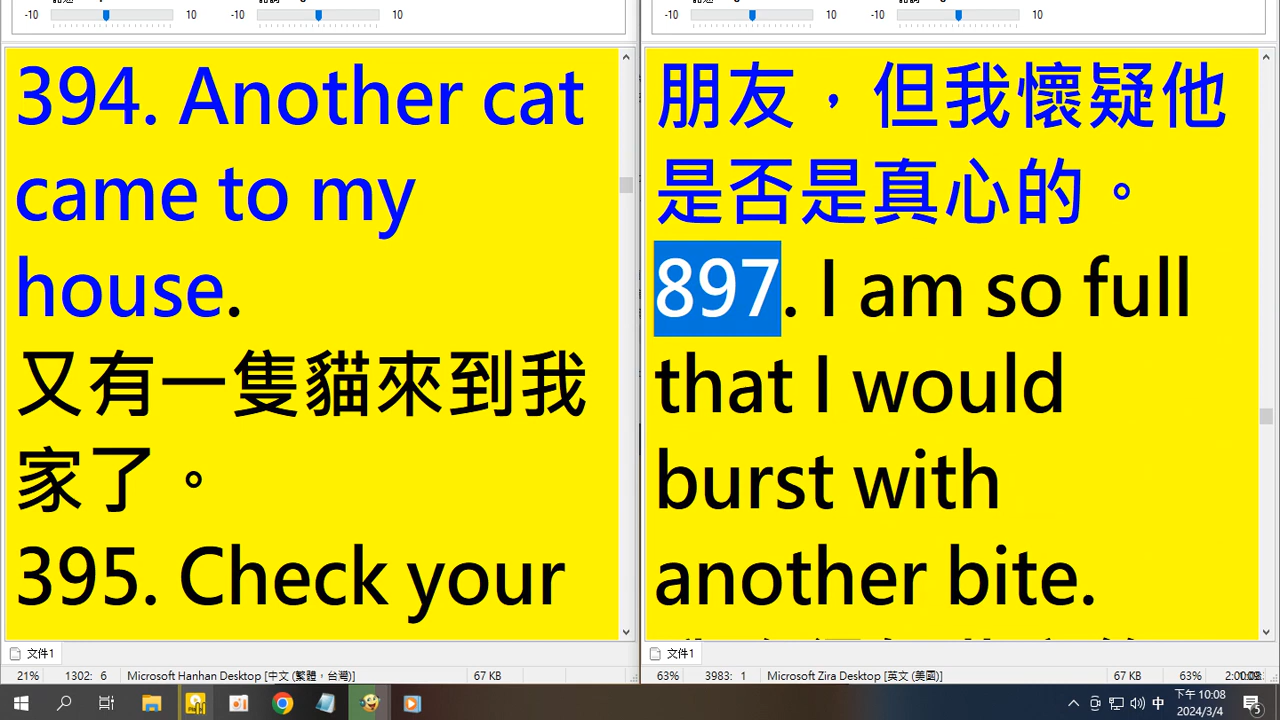 -10 10 -10 10
394. Another cat
came to my
house.
又有一隻貓來到我
家了。
395. Check your
文件1
21% 1302: 6 Microsoft Hanhan Desktop [中文 (繁體，台灣)] 67 KB
-10 10 -10 10
朋友，但我懷疑他
是否是真心的。
897. I am so full
that I would
burst with
another bite.
文件1
63% 3983: 1 Microsoft Zira Desktop [英文 (美國)] 67 KB 63%
中 下午 10:08
2024/3/4
5